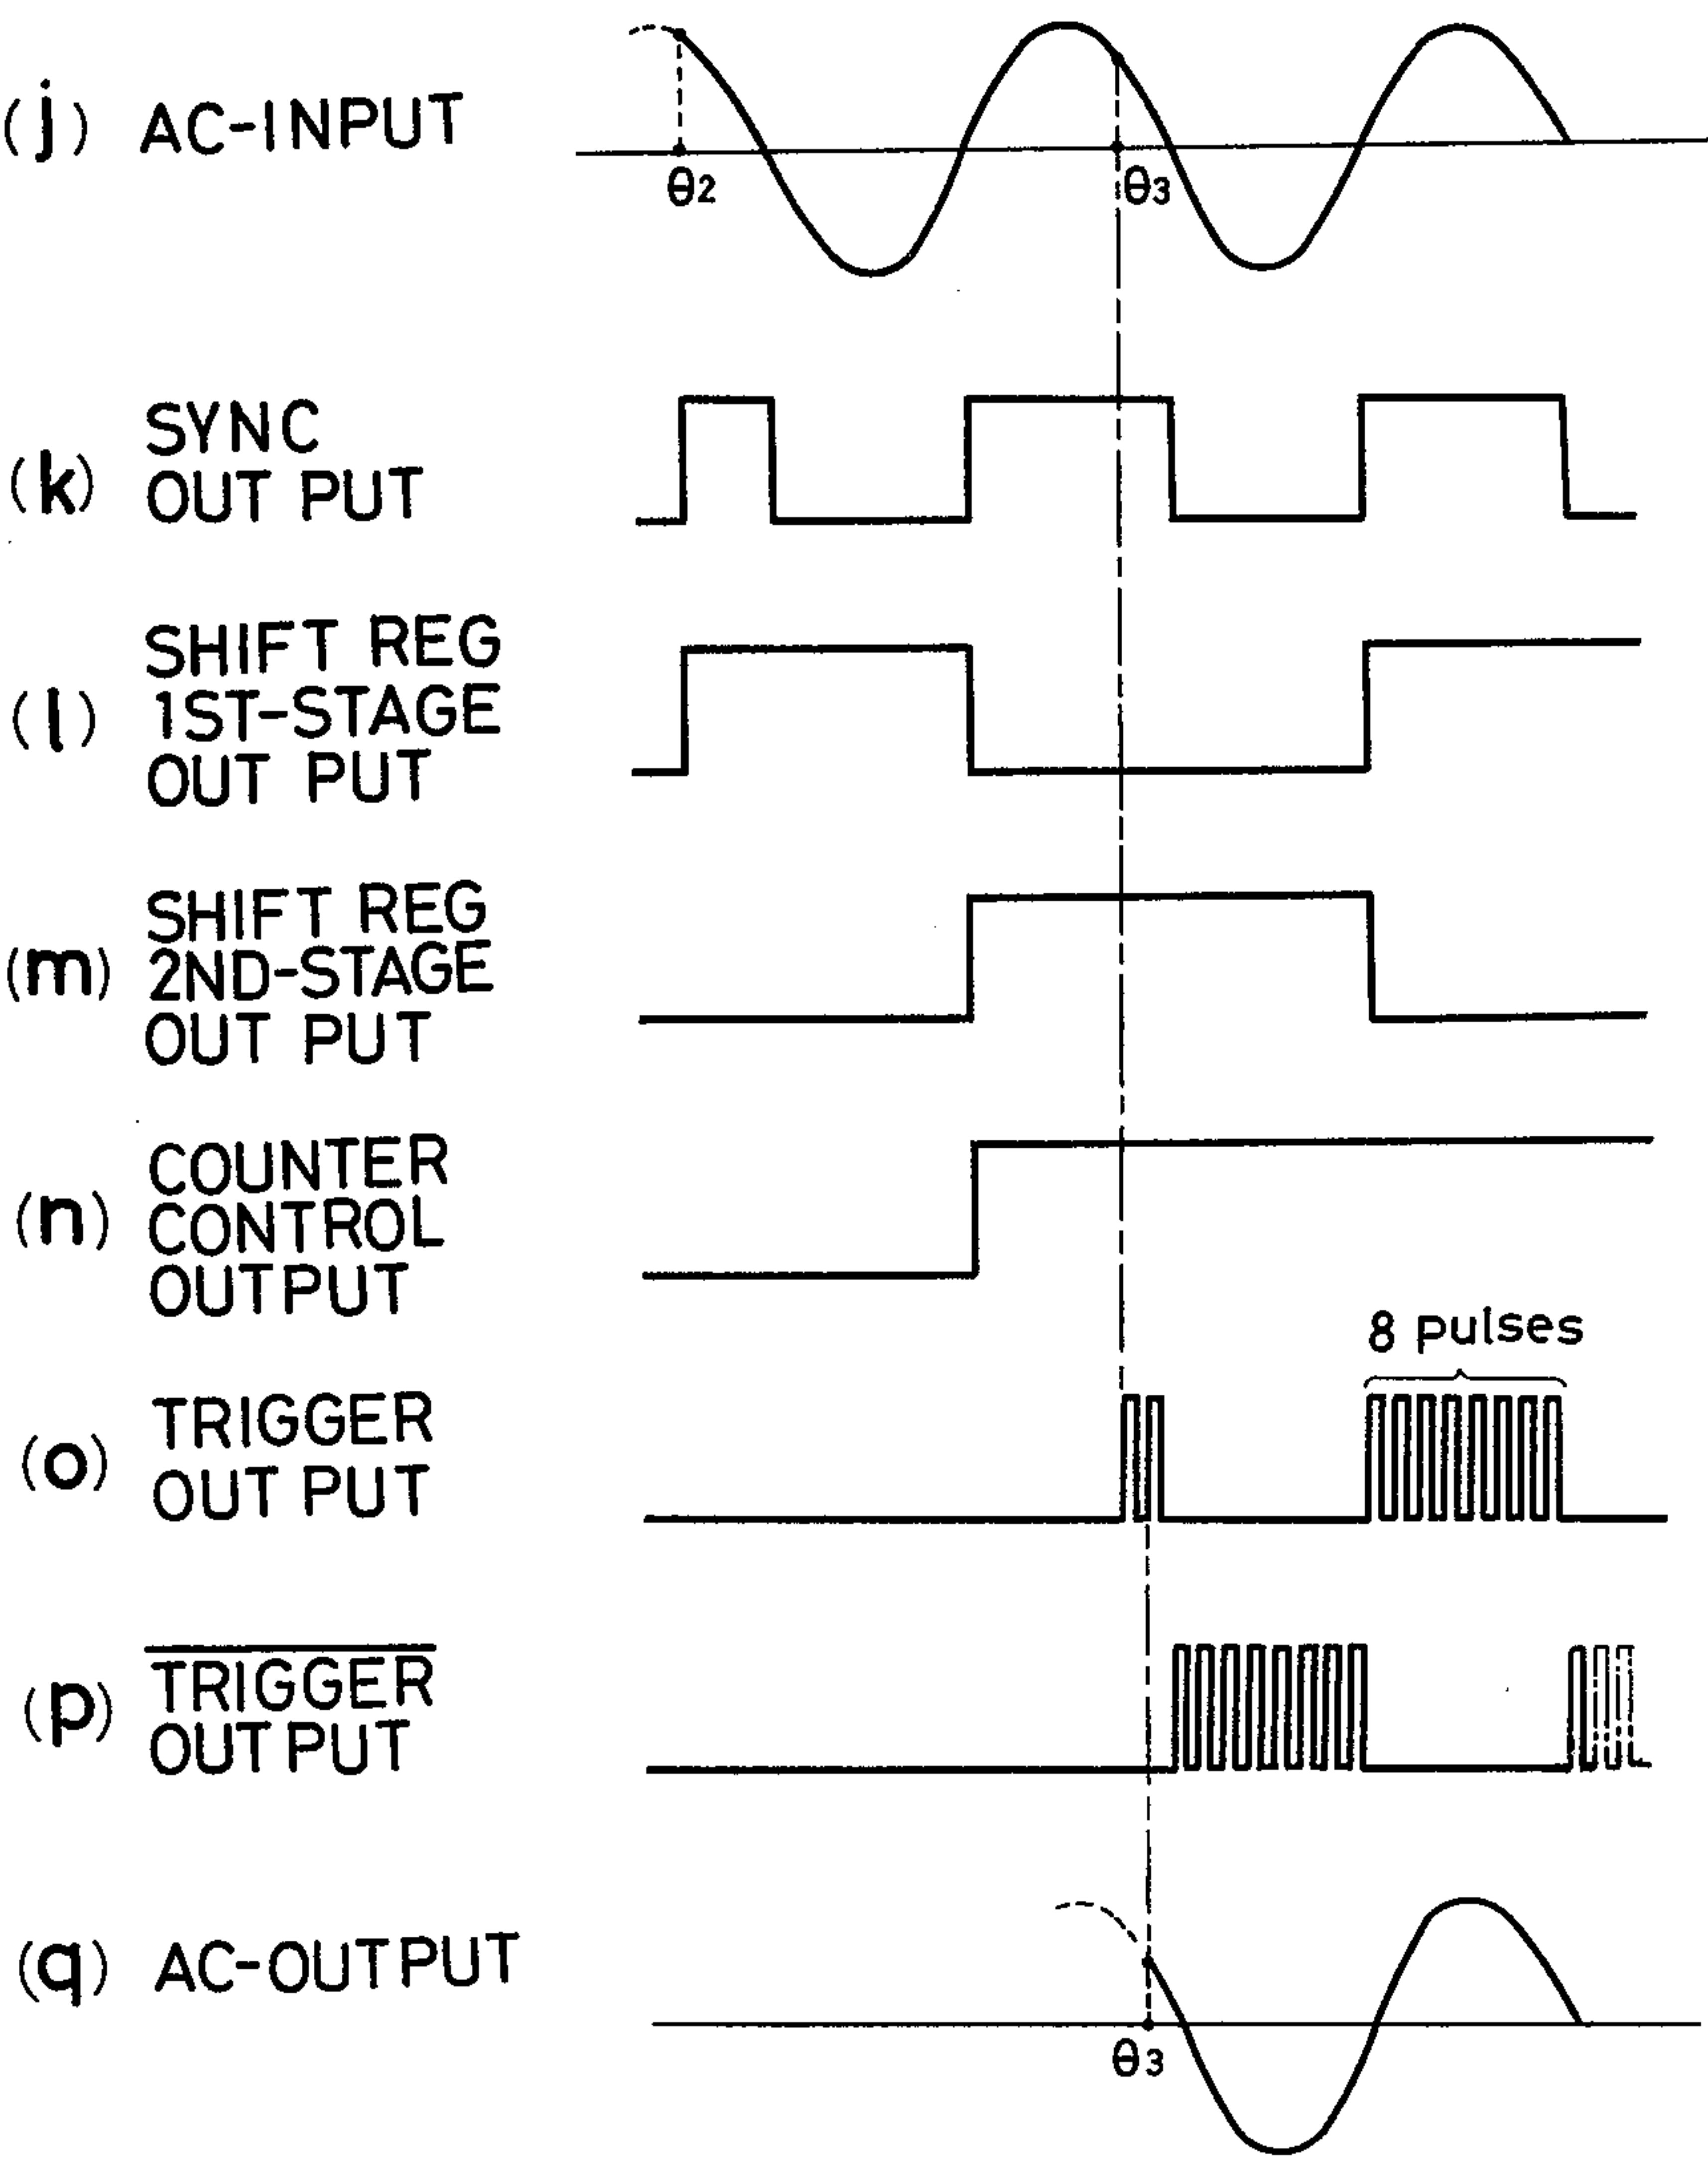 (j) AC-INPUT
θ2
θ3
(k) SYNC
OUT PUT
(l) SHIFT REG
1ST-STAGE
OUT PUT
(m) SHIFT REG
2ND-STAGE
OUT PUT
(n) COUNTER
CONTROL
OUTPUT
8 pulses
(o) TRIGGER
OUT PUT
(p) TRIGGER
OUTPUT
(q) AC-OUTPUT
θ3